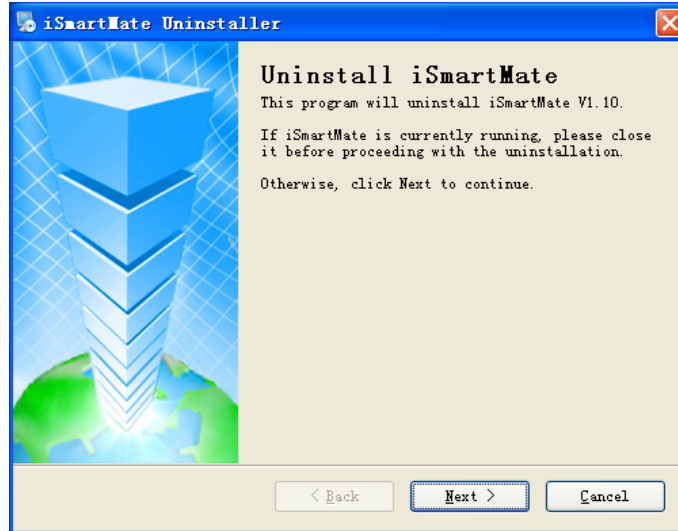 iSmartMate Uninstaller
Uninstall iSmartMate
This program will uninstall iSmartMate V1.10.
If iSmartMate is currently running, please close
it before proceeding with the uninstallation.
Otherwise, click Next to continue.
< Back
Next >
Cancel